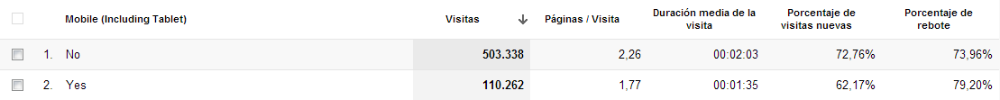 Mobile (Including Tablet) Visitas Páginas / Visita Duración media de la visita Porcentaje de visitas nuevas Porcentaje de rebote
1. No 503.338 2,26 00:02:03 72,76% 73,96%
2. Yes 110.262 1,77 00:01:35 62,17% 79,20%